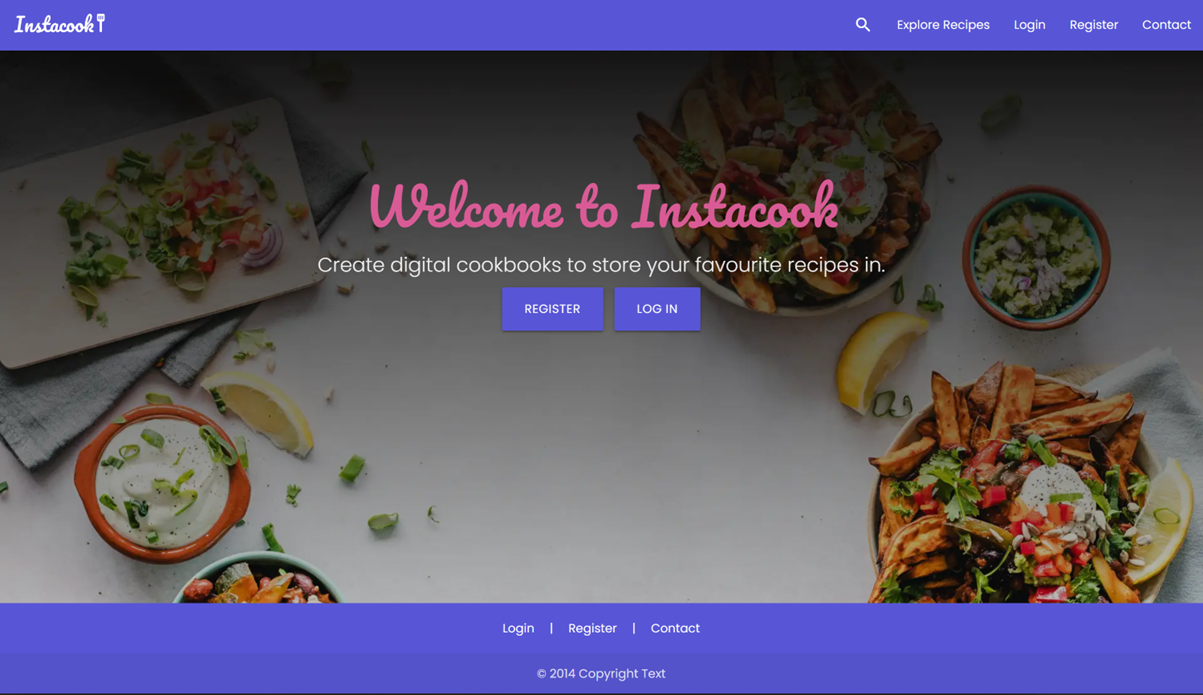 Instacook
Explore Recipes Login Register Contact
Welcome to Instacook
Create digital cookbooks to store your favourite recipes in.
REGISTER LOG IN
Login | Register | Contact
© 2014 Copyright Text